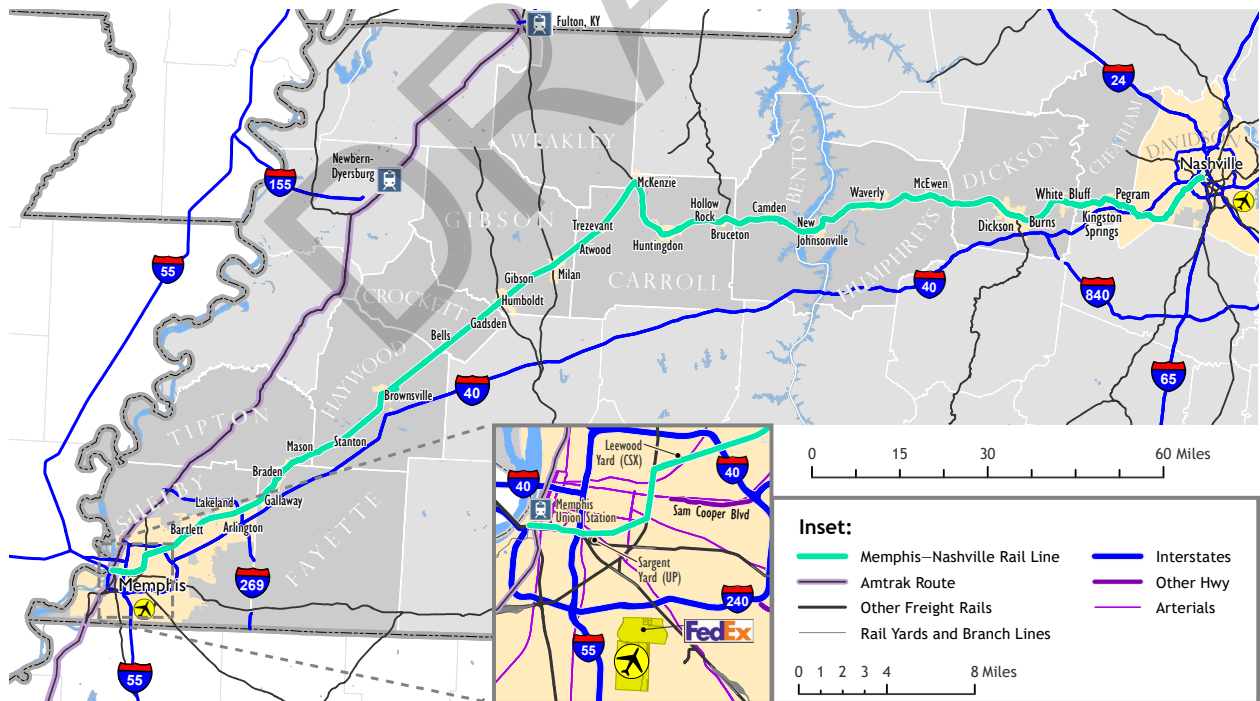 DRA
Fulton, KY
24
WEAKLEY
BENTON
DICKSON
CHEATHAM
DAVIDSON
Nashville
Newbern-
Dyersburg
155
McKenzie
McEwen
Waverly
White Bluff
Pegram
GIBSON
Hollow
Rock
Camden
Trezevant
New
Johnsonville
Dickson
Burns
Kingston
Springs
Bruceton
Huntingdon
Atwood
HUMPHREYS
55
Gibson
Milan
CARROLL
40
840
CROCKETT
Humboldt
Gadsden
Bells
HAYWOOD
65
40
Brownsville
TIPTON
Stanton
Mason
Braden
Gallaway
Lakeland
SHELBY
Arlington
Bartlett
FAYETTE
Memphis
269
55
Leewood
Yard (CSX)
40
40
Memphis
Union Station
Sam Cooper Blvd
Sargent
Yard (UP)
240
FedEx
55
0 15 30 60 Miles
Inset:
Memphis—Nashville Rail Line
Interstates
Amtrak Route
Other Hwy
Other Freight Rails
Arterials
Rail Yards and Branch Lines
0 1 2 3 4 8 Miles